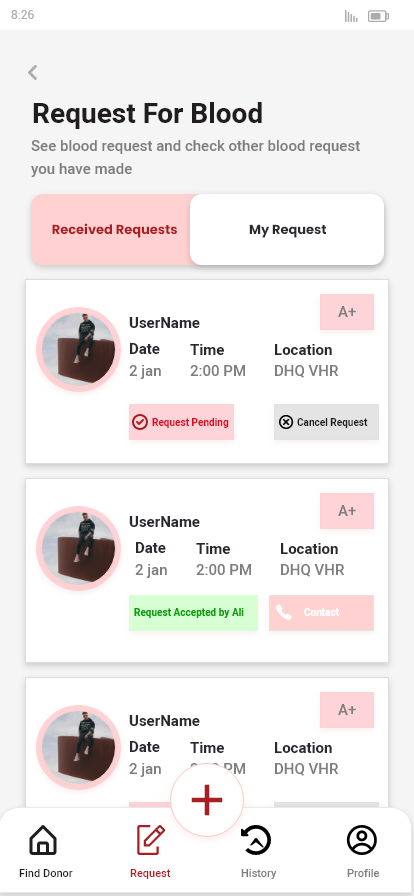 8:26
Request For Blood
See blood request and check other blood request
you have made
Received Requests My Request
A+
UserName
Date Time Location
2 jan 2:00 PM DHQ VHR
Request Pending Cancel Request
A+
UserName
Date Time Location
2 jan 2:00 PM DHQ VHR
Request Accepted by Ali Contact
A+
UserName
Date Time Location
2 jan 2:00 PM DHQ VHR
Find Donor Request History Profile